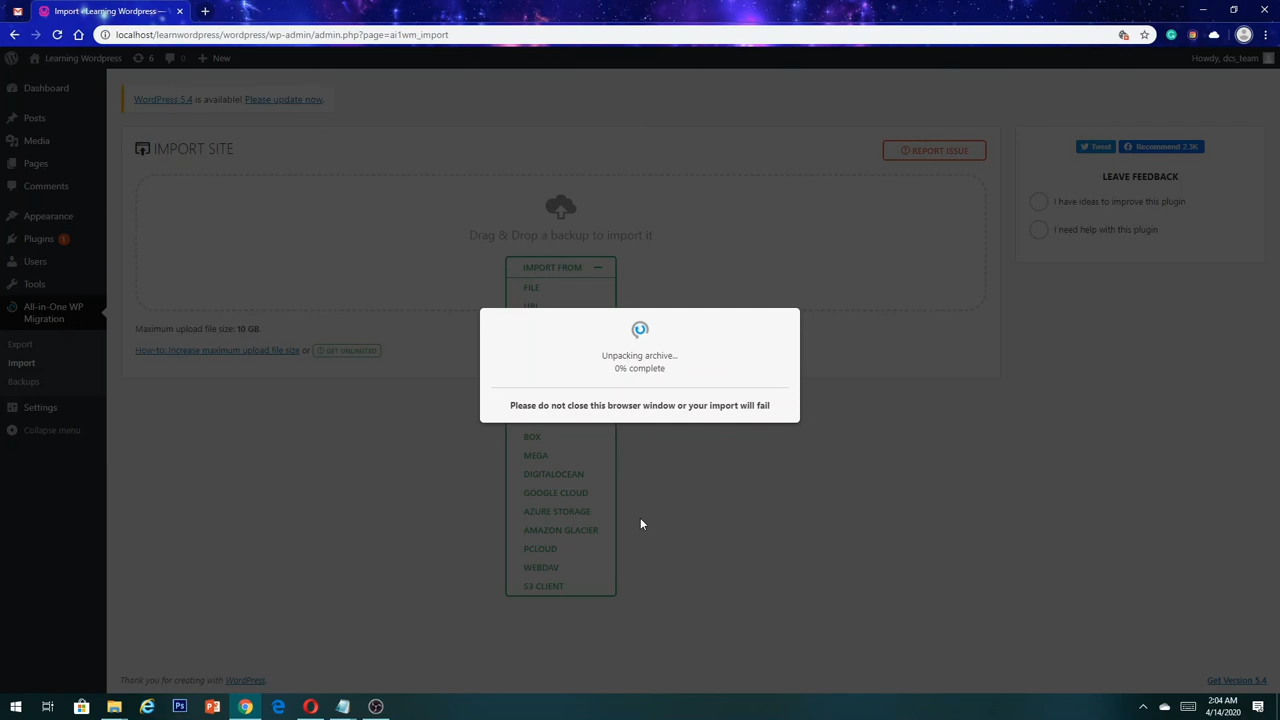 Learning Wordpress
localhost/learnwordpress/wordpress/wp-admin/admin.php?page=ai1wm_import
Learning Wordpress 6 0 New Howdy, dcs_team
Dashboard
Posts
Media
Pages
Comments
Appearance
Plugins 1
Users
Tools
All-in-One WP
Migration
Export
Import
Backups
Settings
Collapse menu
WordPress 5.4 is available! Please update now.
IMPORT SITE
REPORT ISSUE
Drag & Drop a backup to import it
IMPORT FROM
FILE
URL
Maximum upload file size: 10 GB.
How-to: Increase maximum upload file size or GET UNLIMITED
Unpacking archive...
0% complete
Please do not close this browser window or your import will fail
BOX
MEGA
DIGITALOCEAN
GOOGLE CLOUD
AZURE STORAGE
AMAZON GLACIER
PCLOUD
WEBDAV
S3 CLIENT
Tweet Recommend 2.3K
LEAVE FEEDBACK
I have ideas to improve this plugin
I need help with this plugin
Thank you for creating with WordPress.
Get Version 5.4
Ps
2:04 AM
4/14/2020